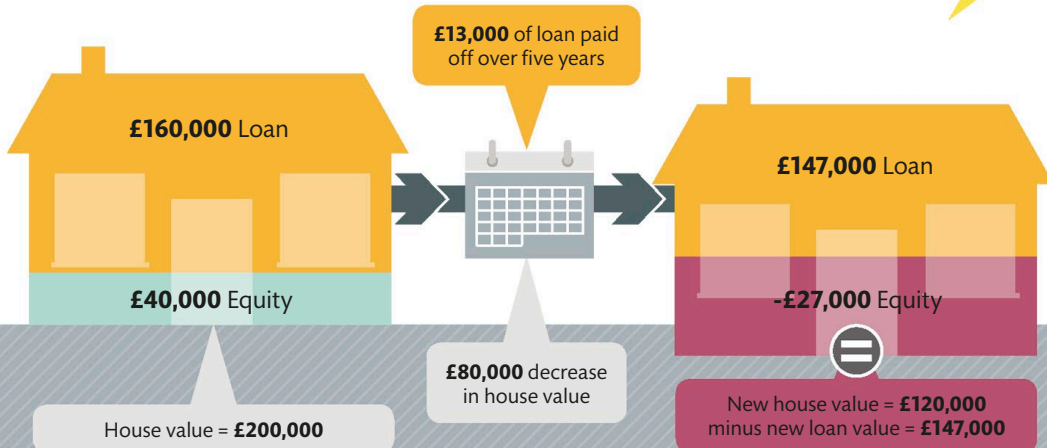 £13,000 of loan paid
off over five years
£160,000 Loan
£40,000 Equity
House value = £200,000
£80,000 decrease
in house value
£147,000 Loan
-£27,000 Equity
=
New house value = £120,000
minus new loan value = £147,000